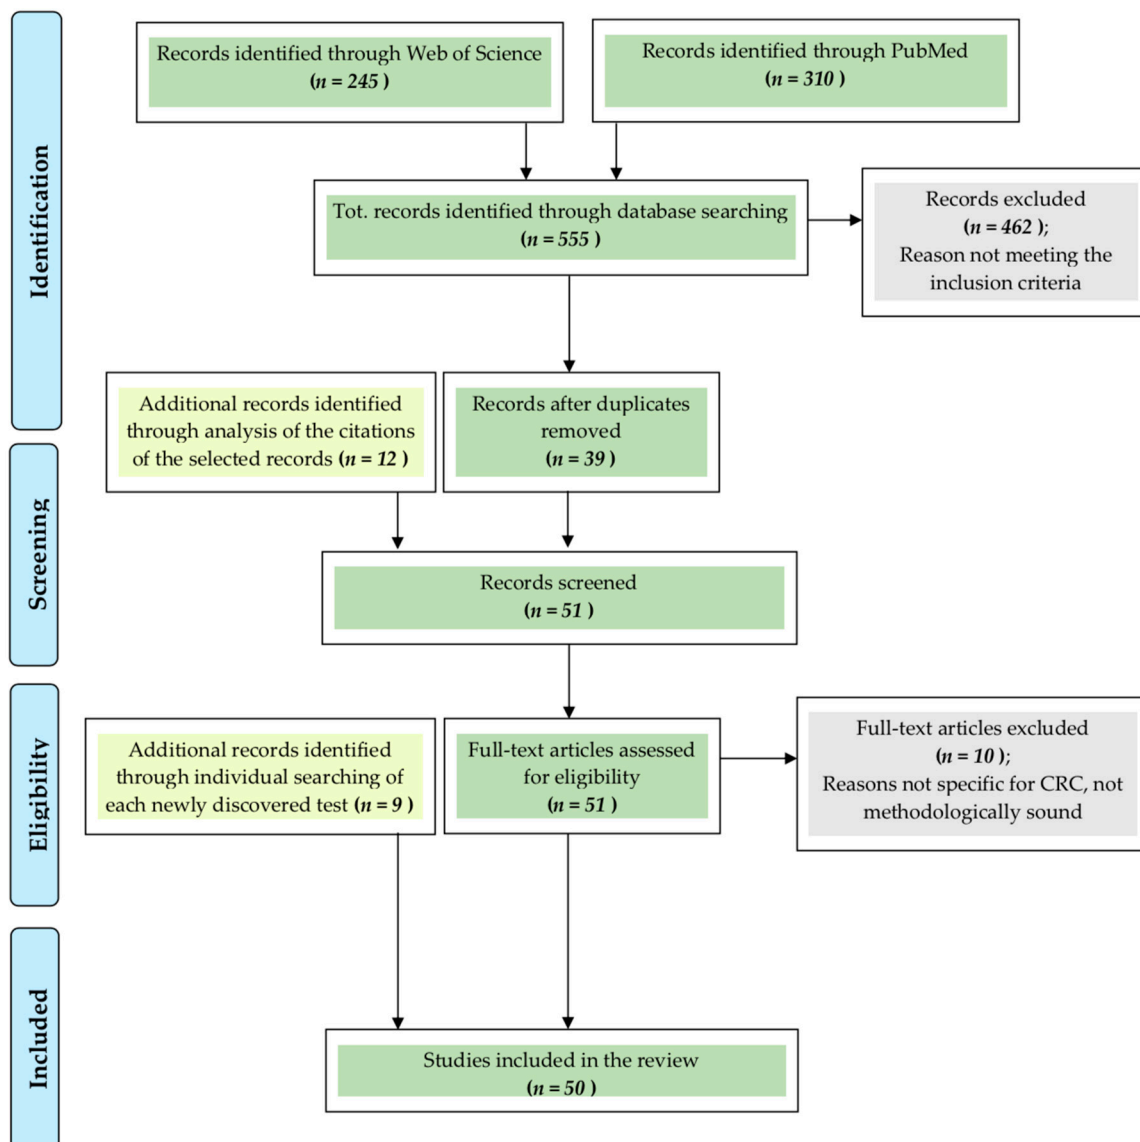 Identification
Records identified through Web of Science
(n = 245 )
Records identified through PubMed
(n = 310 )
Tot. records identified through database searching
(n = 555 )
Records excluded
(n = 462 );
Reason not meeting the
inclusion criteria
Additional records identified
through analysis of the citations
of the selected records (n = 12 )
Records after duplicates
removed
(n = 39 )
Screening
Records screened
(n = 51 )
Eligibility
Additional records identified
through individual searching of
each newly discovered test (n = 9 )
Full-text articles assessed
for eligibility
(n = 51 )
Full-text articles excluded
(n = 10 );
Reasons not specific for CRC, not
methodologically sound
Included
Studies included in the review
(n = 50 )